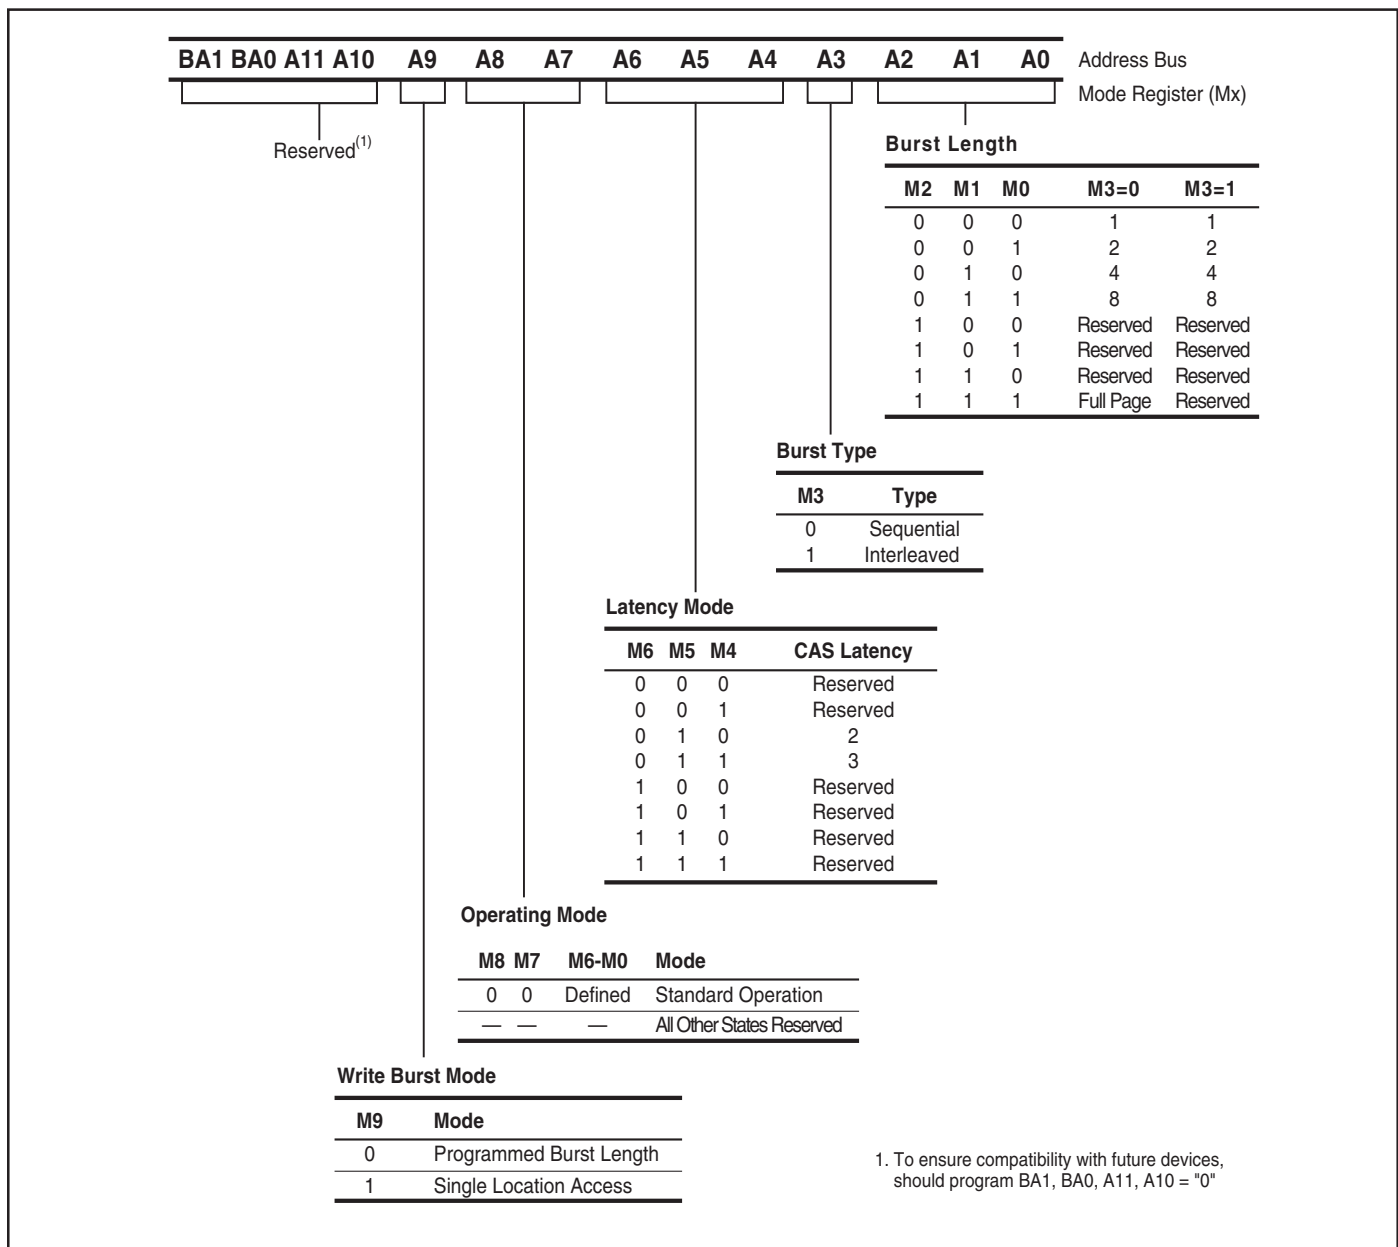 BA1 BA0 A11 A10 A9 A8 A7 A6 A5 A4 A3 A2 A1 A0 Address Bus
Mode Register (Mx)
Reserved(1)
Burst Length
M2 M1 M0 M3=0 M3=1
0 0 0 1 1
0 0 1 2 2
0 1 0 4 4
0 1 1 8 8
1 0 0 Reserved Reserved
1 0 1 Reserved Reserved
1 1 0 Reserved Reserved
1 1 1 Full Page Reserved
Burst Type
M3 Type
0 Sequential
1 Interleaved
Latency Mode
M6 M5 M4 CAS Latency
0 0 0 Reserved
0 0 1 Reserved
0 1 0 2
0 1 1 3
1 0 0 Reserved
1 0 1 Reserved
1 1 0 Reserved
1 1 1 Reserved
Operating Mode
M8 M7 M6-M0 Mode
0 0 Defined Standard Operation
— — — All Other States Reserved
Write Burst Mode
M9 Mode
0 Programmed Burst Length
1 Single Location Access
1. To ensure compatibility with future devices,
should program BA1, BA0, A11, A10 = "0"